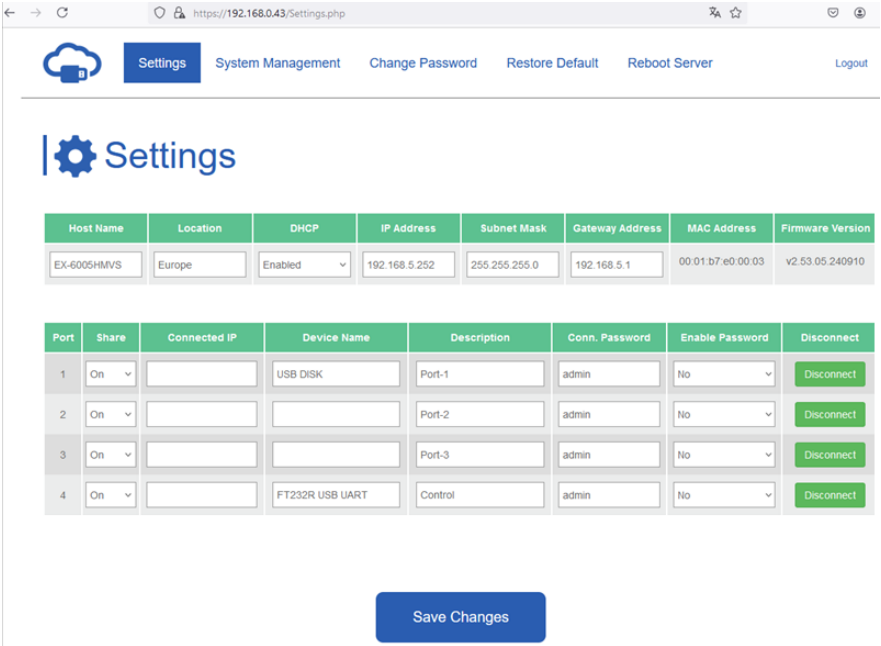 https://192.168.0.43/Settings.php
Settings System Management Change Password Restore Default Reboot Server Logout
Settings
Host Name Location DHCP IP Address Subnet Mask Gateway Address MAC Address Firmware Version
EX-6005HMVS Europe Enabled 192.168.5.252 255.255.255.0 192.168.5.1 00:01:b7:e0:00:03 v2.53.05.240910
Port Share Connected IP Device Name Description Conn. Password Enable Password Disconnect
1 On USB DISK Port-1 admin No Disconnect
2 On Port-2 admin No Disconnect
3 On Port-3 admin No Disconnect
4 On FT232R USB UART Control admin No Disconnect
Save Changes